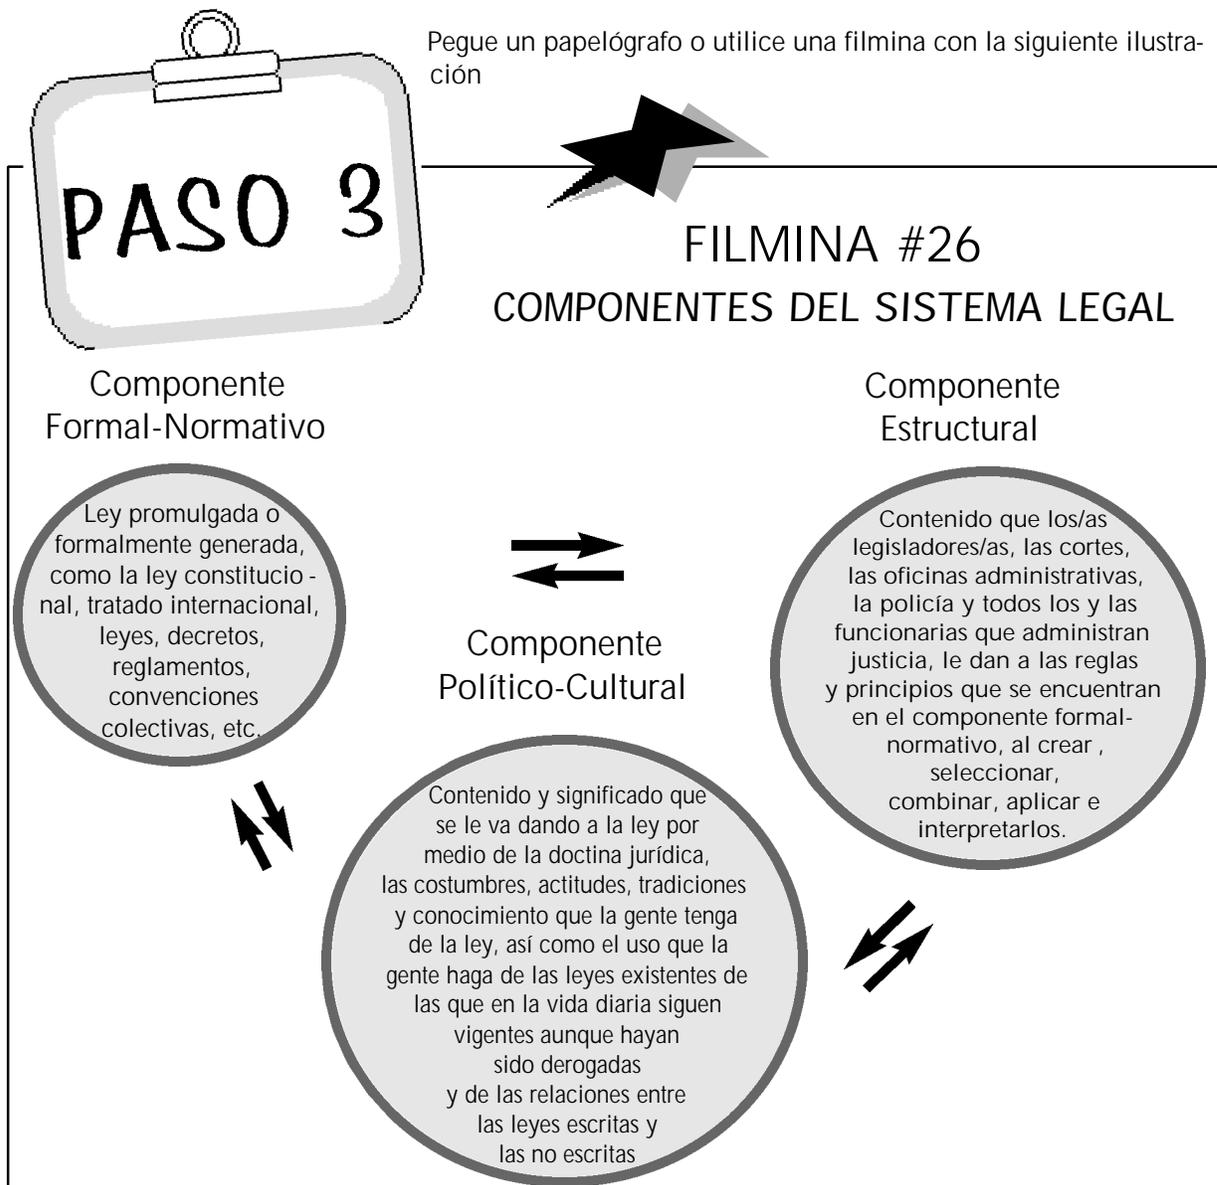 Pegue un papelógrafo o utilice una filmina con la siguiente ilustra-
ción
PASO 3
FILMINA #26
COMPONENTES DEL SISTEMA LEGAL
Componente
Formal-Normativo
Ley promulgada o
formalmente generada,
como la ley constitucio -
nal, tratado internacional,
leyes, decretos,
reglamentos,
convenciones
colectivas, etc.
Componente
Estructural
Contenido que los/as
legisladores/as, las cortes,
las oficinas administrativas,
la policía y todos los y las
funcionarias que administran
justicia, le dan a las reglas
y principios que se encuentran
en el componente formal-
normativo, al crear ,
seleccionar,
combinar, aplicar e
interpretarlos.
Componente
Político-Cultural
Contenido y significado que
se le va dando a la ley por
medio de la doctina jurídica,
las costumbres, actitudes, tradiciones
y conocimiento que la gente tenga
de la ley, así como el uso que la
gente haga de las leyes existentes de
las que en la vida diaria siguen
vigentes aunque hayan
sido derogadas
y de las relaciones entre
las leyes escritas y
las no escritas